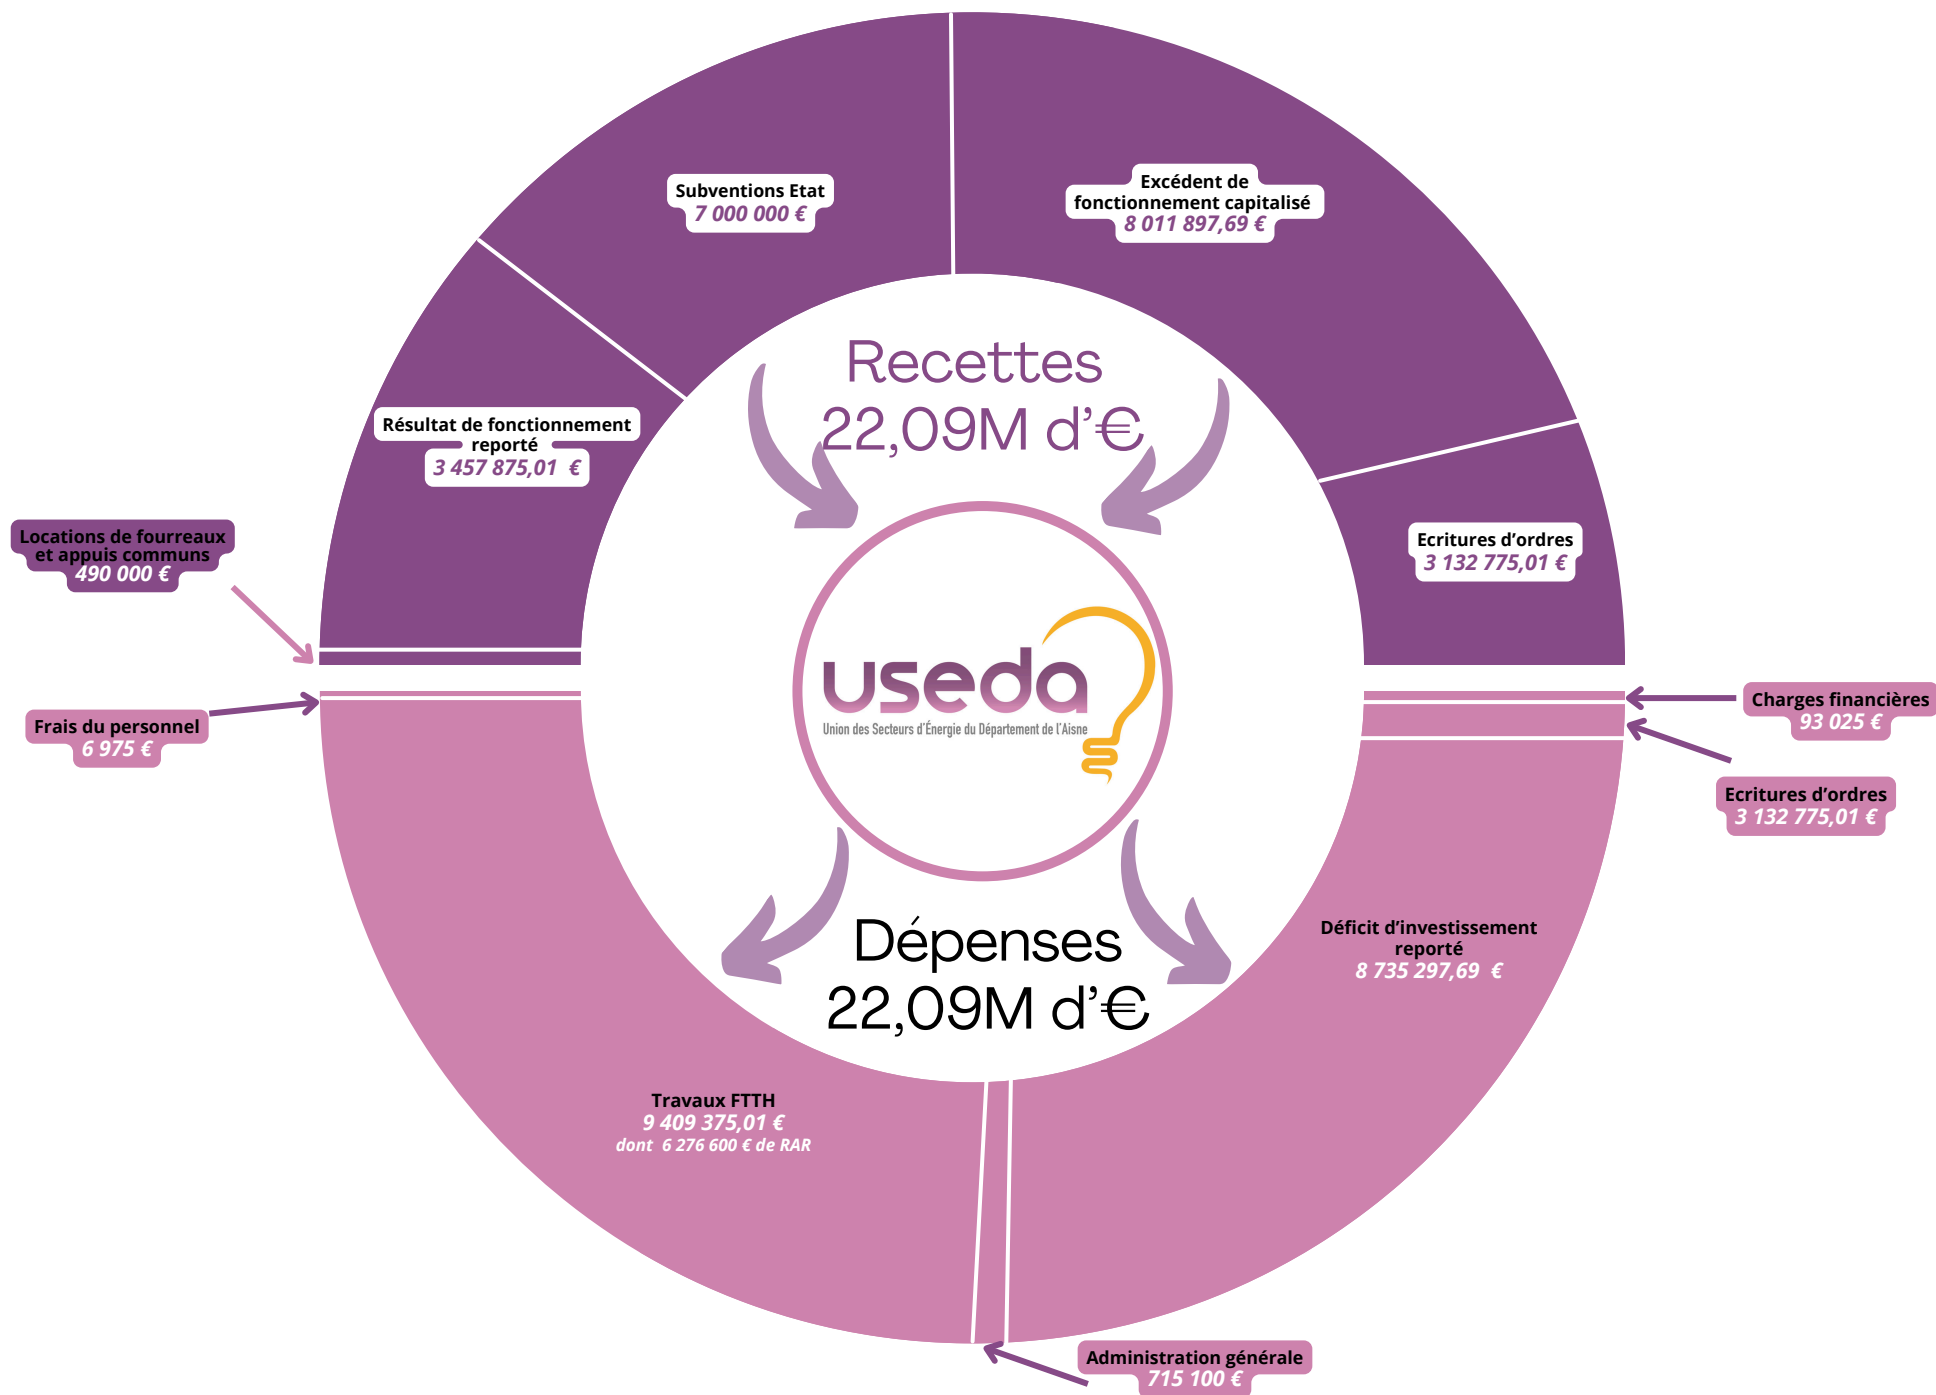 Subventions Etat
7 000 000 €
Excédent de
fonctionnement capitalisé
8 011 897,69 €
Recettes
22,09M d’€
Résultat de fonctionnement
reporté
3 457 875,01 €
Ecritures d’ordres
3 132 775,01 €
Locations de fourreaux
et appuis communs
490 000 €
useda
Union des Secteurs d’Énergie du Département de l’Aisne
Frais du personnel
6 975 €
Charges financières
93 025 €
Ecritures d’ordres
3 132 775,01 €
Dépenses
22,09M d’€
Déficit d’investissement
reporté
8 735 297,69 €
Travaux FTTH
9 409 375,01 €
dont 6 276 600 € de RAR
Administration générale
715 100 €